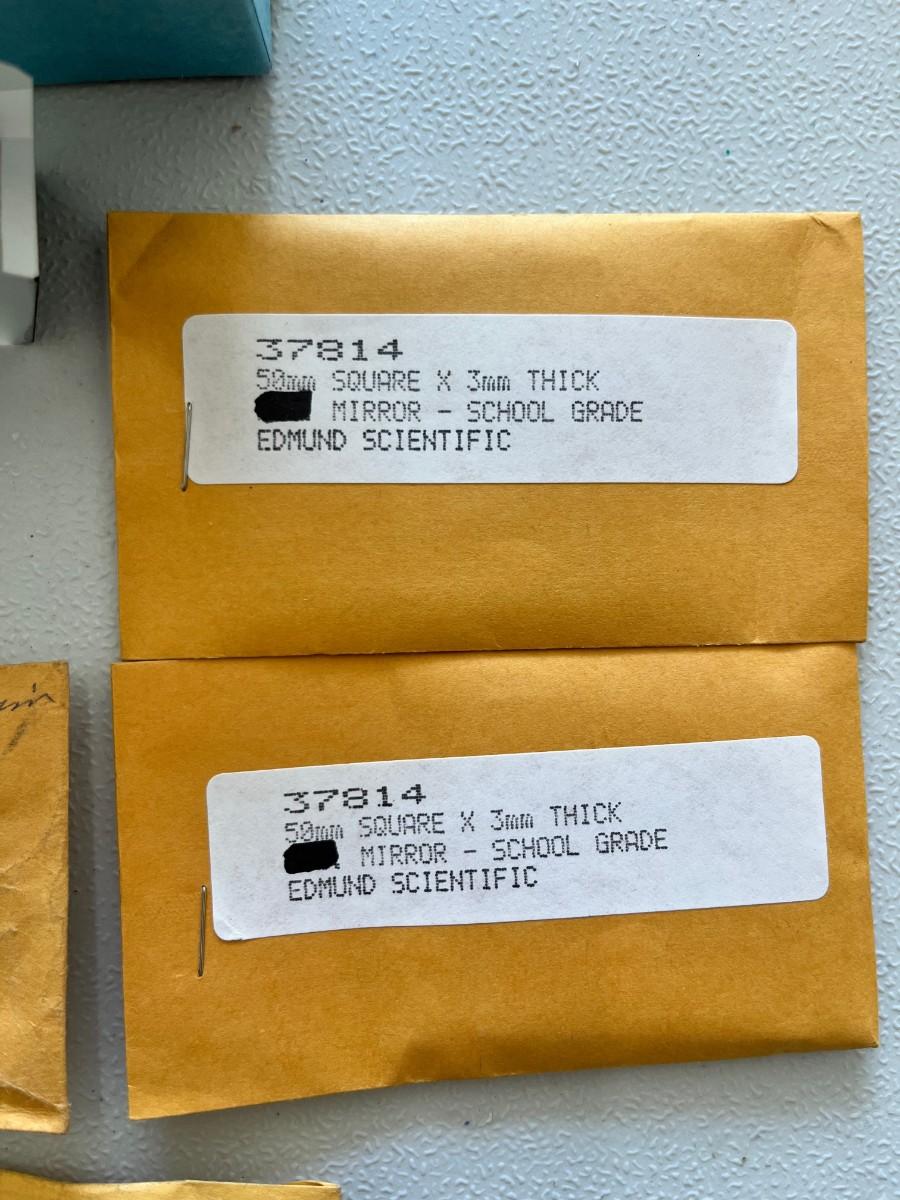 37814
50mm SQUARE X 3mm THICK
MIRROR - SCHOOL GRADE
EDMUND SCIENTIFIC
37814
50mm SQUARE X 3mm THICK
MIRROR - SCHOOL GRADE
EDMUND SCIENTIFIC